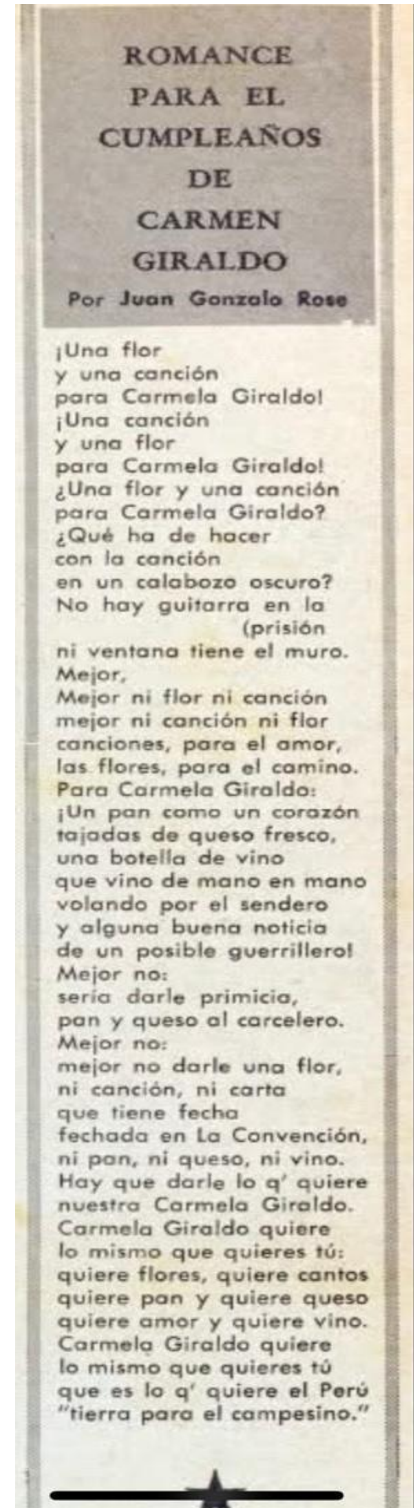 ROMANCE
PARA EL
CUMPLEAÑOS
DE
CARMEN
GIRALDO
Por Juan Gonzalo Rose
¡Una flor
y una canción
para Carmela Giraldo!
¡Una canción
y una flor
para Carmela Giraldo!
¿Una flor y una canción
para Carmela Giraldo?
¿Qué ha de hacer
con la canción
en un calabozo oscuro?
No hay guitarra en la
(prisión
ni ventana tiene el muro.
Mejor,
Mejor ni flor ni canción
mejor ni canción ni flor
canciones, para el amor,
las flores, para el camino.
Para Carmela Giraldo:
¡Un pan como un corazón
tajadas de queso fresco,
una botella de vino
que vino de mano en mano
volando por el sendero
y alguna buena noticia
de un posible guerrillero!
Mejor no:
sería darle primicia,
pan y queso al carcelero.
Mejor no:
mejor no darle una flor,
ni canción, ni carta
que tiene fecha
fechada en La Convención,
ni pan, ni queso, ni vino.
Hay que darle lo q' quiere
nuestra Carmela Giraldo.
Carmela Giraldo quiere
lo mismo que quieres tú:
quiere flores, quiere cantos
quiere pan y quiere queso
quiere amor y quiere vino.
Carmela Giraldo quiere
lo mismo que quieres tú
que es lo q' quiere el Perú
"tierra para el campesino."